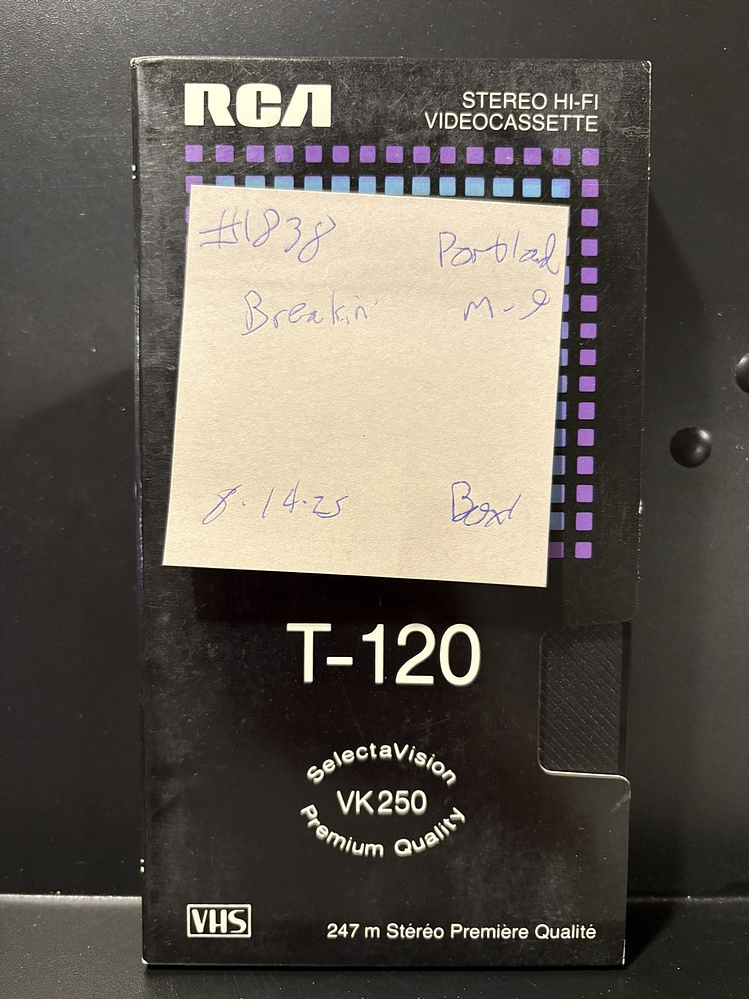 RCA
STEREO HI-FI
VIDEOCASSETTE
#1838 Portland
Breakin' M-9
8.14.25 Box1
T-120
SelectaVision
VK250
Premium Quality
VHS
247 m Stéréo Première Qualité